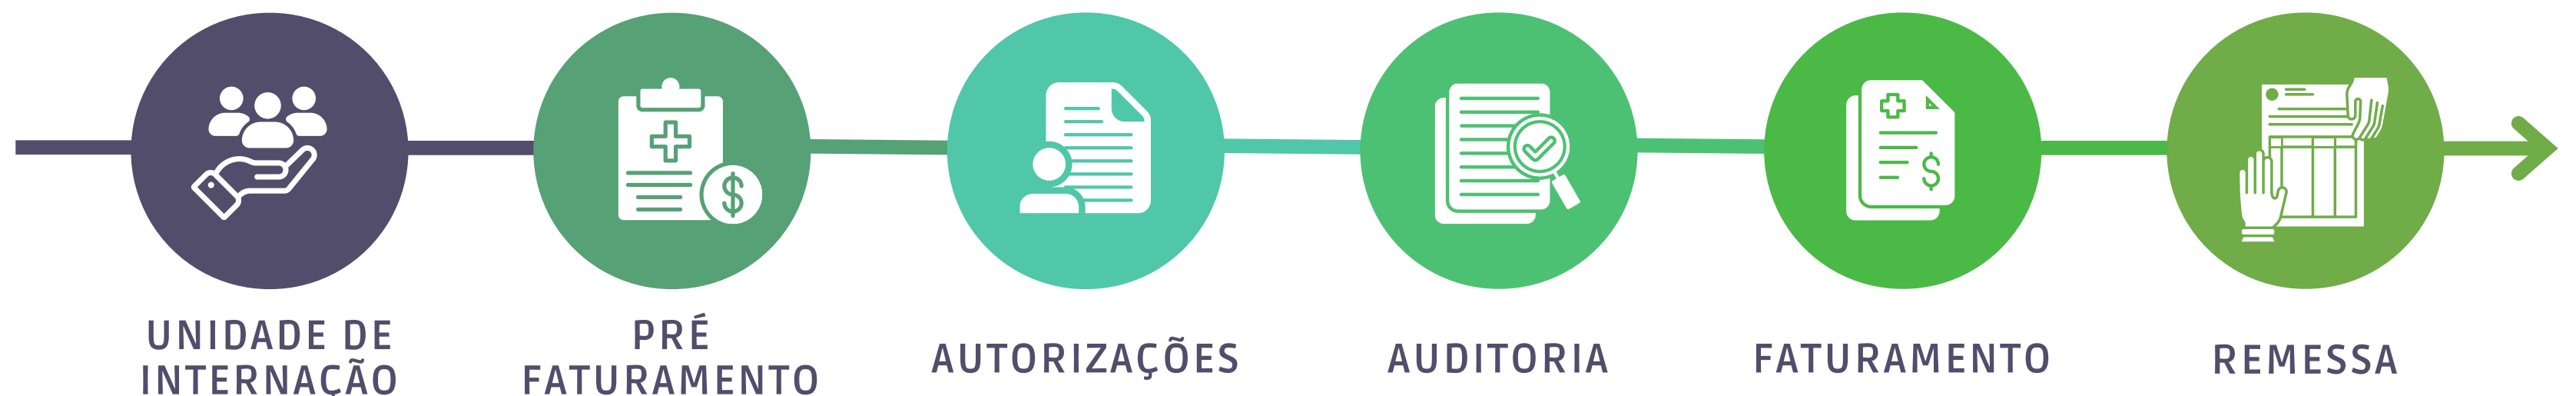 UNIDADE DE
INTERNAÇÃO
PRÉ
FATURAMENTO
AUTORIZAÇÕES
AUDITORIA
FATURAMENTO
REMESSA
$
$